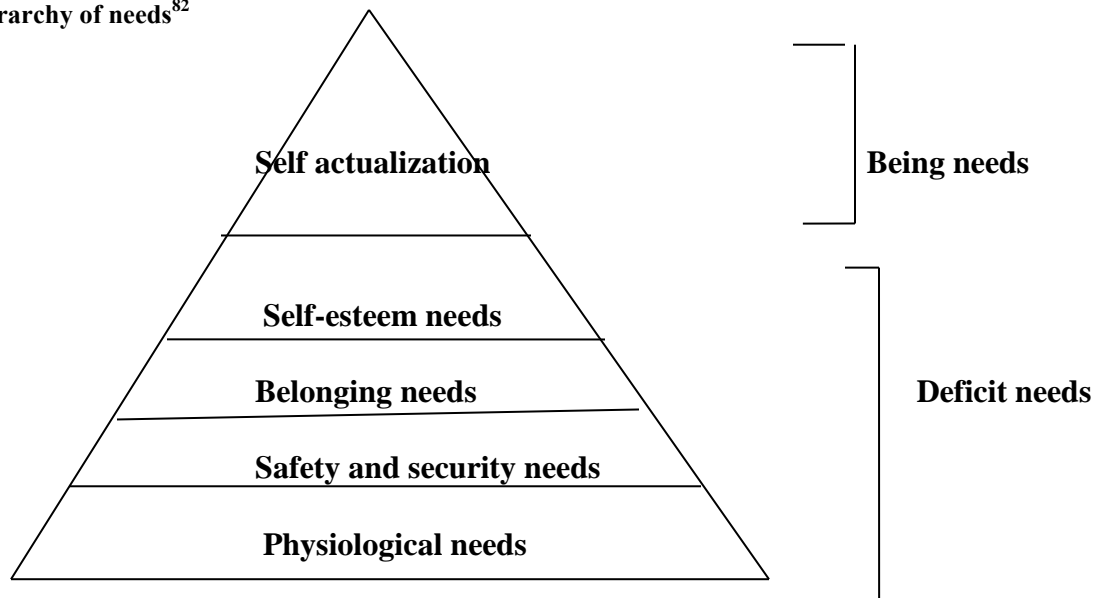 of needs⁸²
Self actualization
Being needs
Self-esteem needs
Belonging needs
Deficit needs
Safety and security needs
Physiological needs